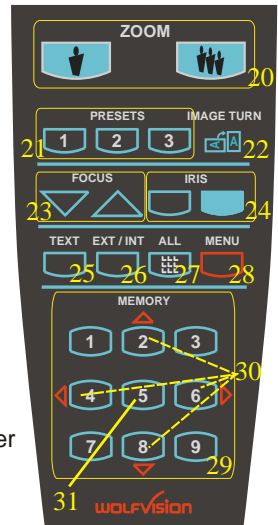 ZOOM
20
PRESETS
IMAGE TURN
21
1
2
3
A
A
22
FOCUS
IRIS
23
24
TEXT
EXT / INT
ALL
MENU
25
26
27
28
MEMORY
1
2
3
30
4
5
6
er
7
8
9
29
31
WOLFVISION